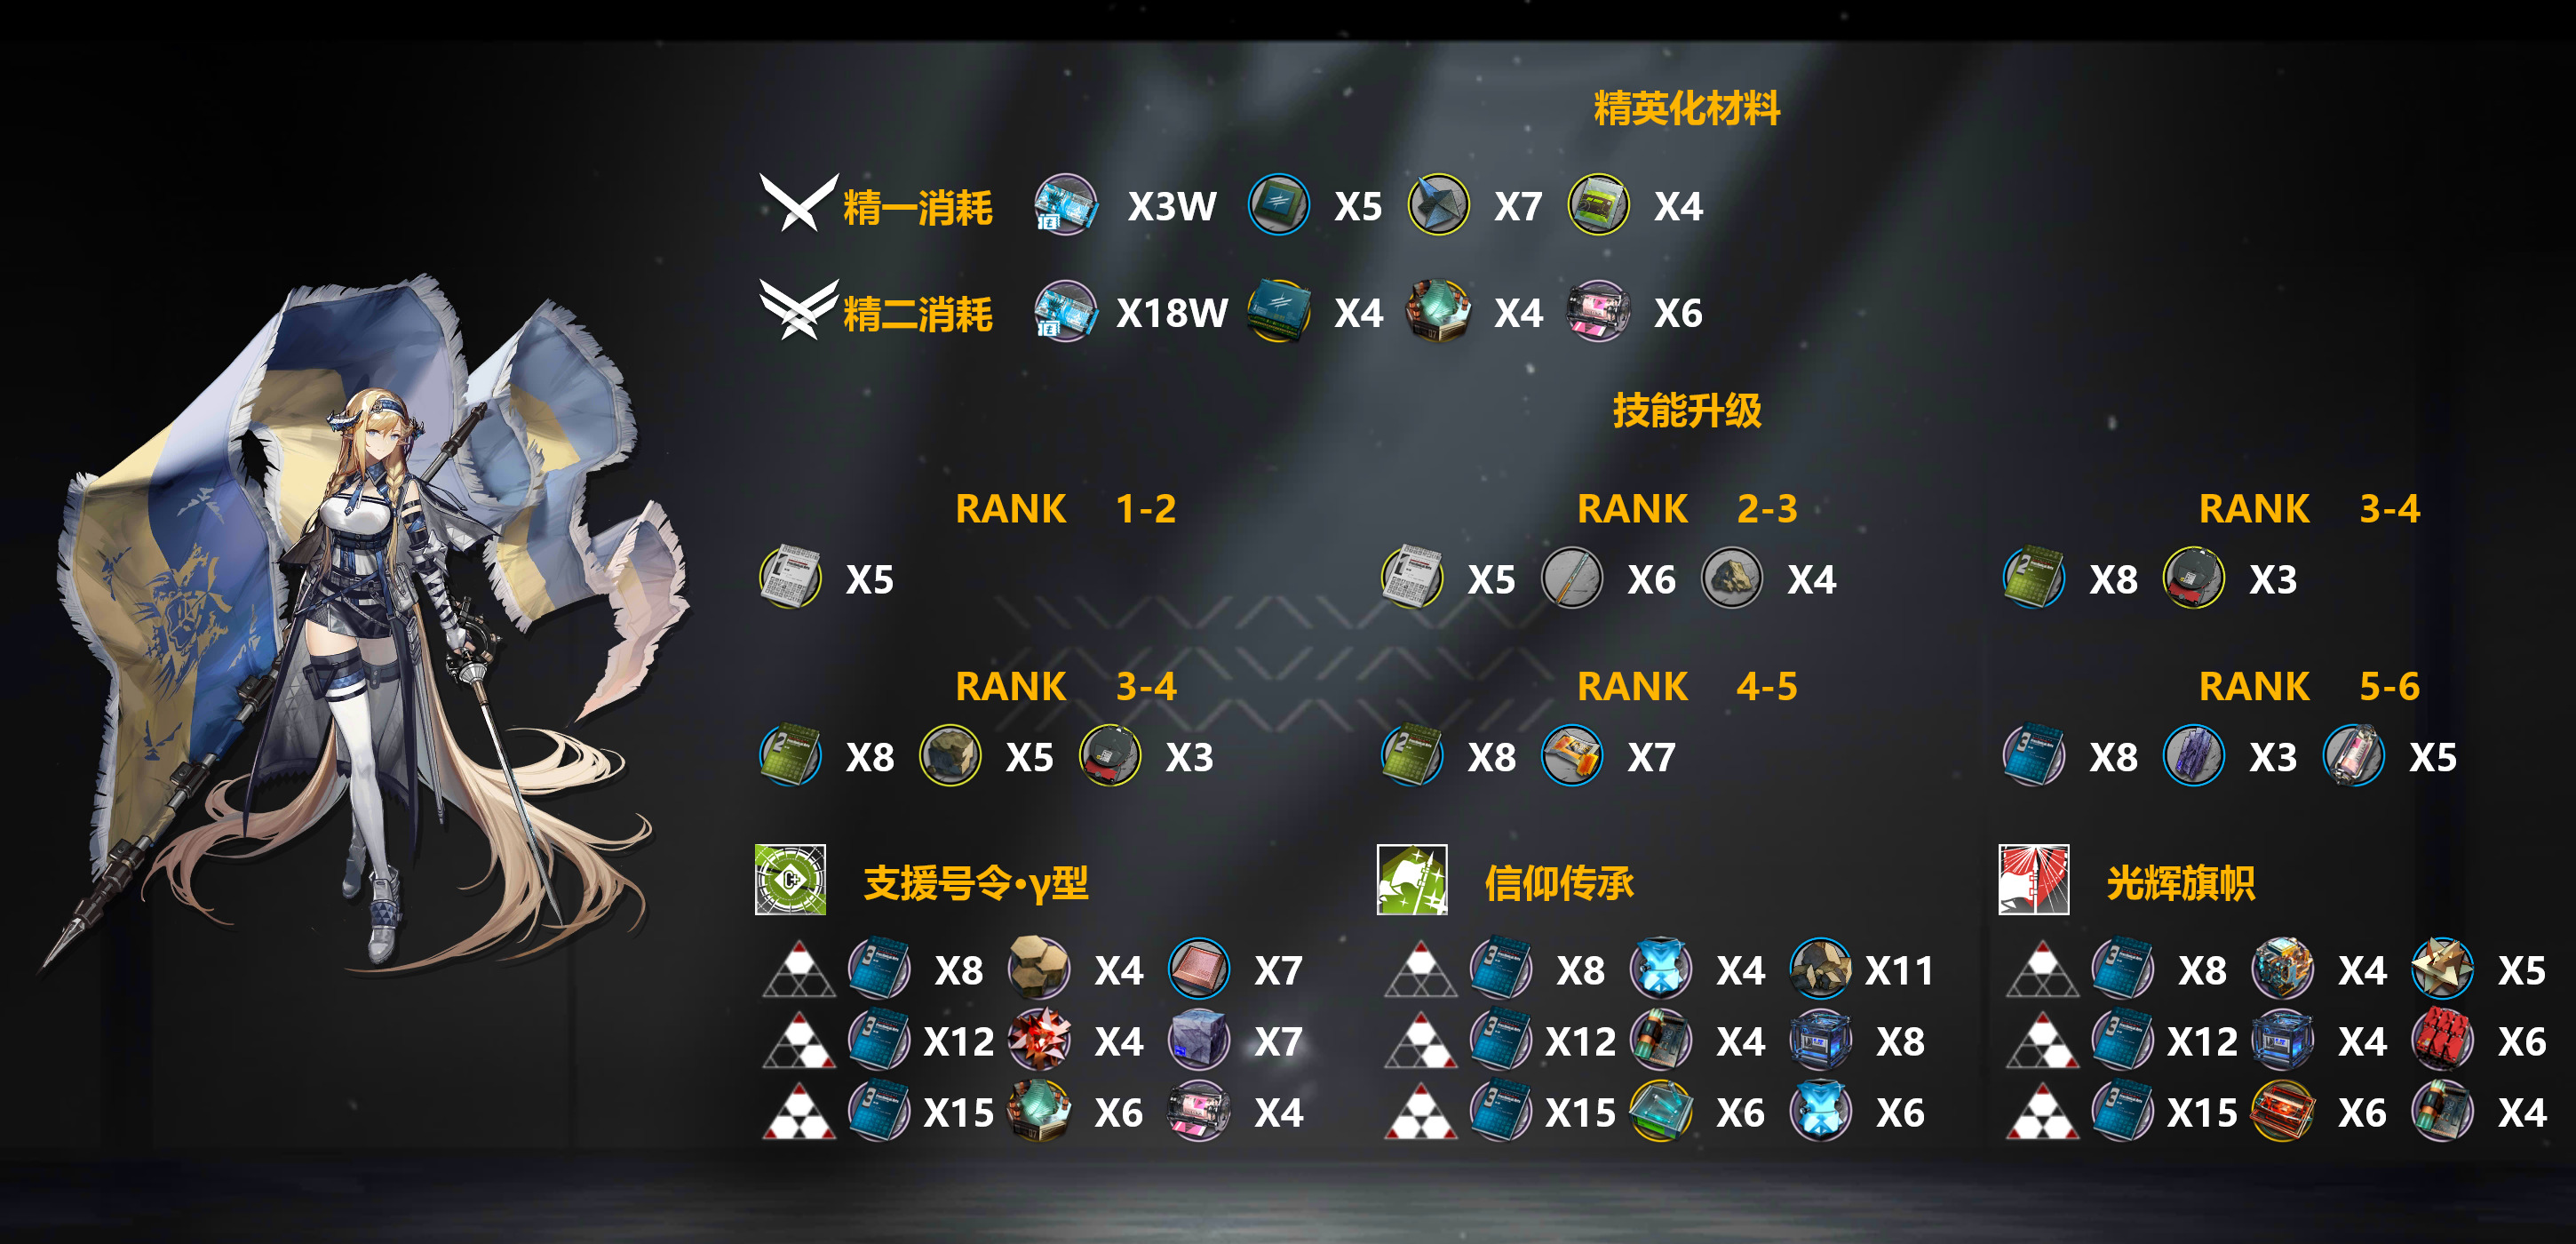 精英化材料
精一消耗 X3W X5 X7 X4
精二消耗 X18W X4 X4 X6
技能升级
RANK 1-2
X5
RANK 2-3
X5 X6 X4
RANK 3-4
X8 X3
RANK 3-4
X8 X5 X3
RANK 4-5
X8 X7
RANK 5-6
X8 X3 X5
支援号令·γ型
X8 X4 X7
X12 X4 X7
X15 X6 X4
信仰传承
X8 X4 X11
X12 X4 X8
X15 X6 X6
光辉旗帜
X8 X4 X5
X12 X4 X6
X15 X6 X4